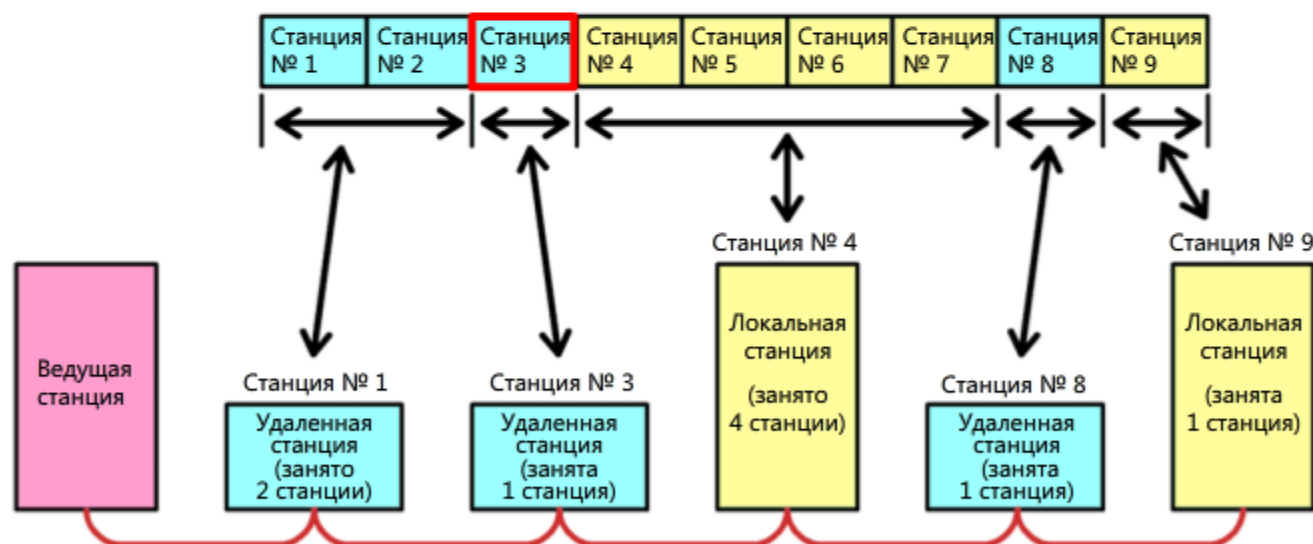 Станция Станция Станция Станция Станция Станция Станция Станция Станция
№ 1 № 2 № 3 № 4 № 5 № 6 № 7 № 8 № 9
Станция № 4
Станция № 9
Ведущая
станция
Станция № 1
Удаленная
станция
(занято
2 станции)
Станция № 3
Удаленная
станция
(занята
1 станция)
Локальная
станция
(занято
4 станции)
Станция № 8
Удаленная
станция
(занята
1 станция)
Локальная
станция
(занята
1 станция)